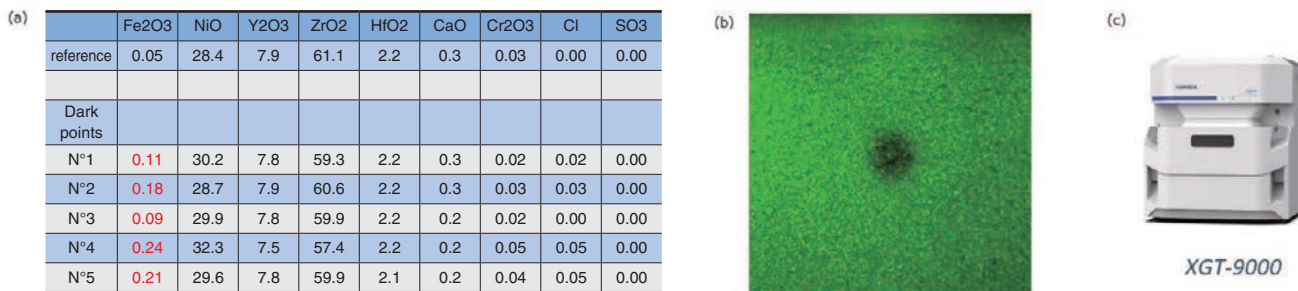 (a)
Fe2O3 NiO Y2O3 ZrO2 HfO2 CaO Cr2O3 Cl SO3
reference 0.05 28.4 7.9 61.1 2.2 0.3 0.03 0.00 0.00
Dark
points
N°1 0.11 30.2 7.8 59.3 2.2 0.3 0.02 0.02 0.00
N°2 0.18 28.7 7.9 60.6 2.2 0.3 0.03 0.03 0.00
N°3 0.09 29.9 7.8 59.9 2.2 0.2 0.02 0.00 0.00
N°4 0.24 32.3 7.5 57.4 2.2 0.2 0.05 0.05 0.00
N°5 0.21 29.6 7.8 59.9 2.1 0.2 0.04 0.05 0.00
(b)
(c)
XGT-9000